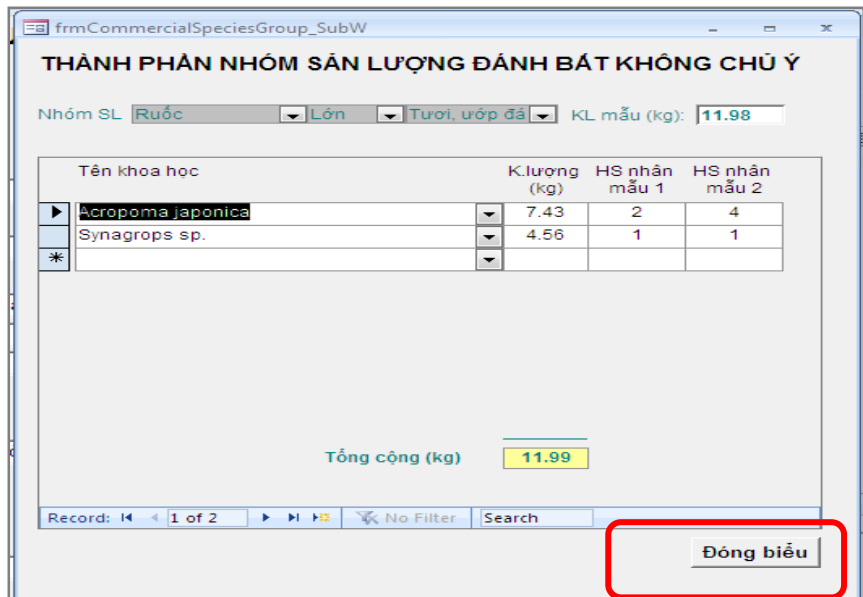 frmCommercialSpeciesGroup_SubW
THÀNH PHẦN NHÓM SẢN LƯỢNG ĐÁNH BẮT KHÔNG CHỦ Ý
Nhóm SL Ruốc Lớn Tươi, ướp đá KL mẫu (kg): 11.98
Tên khoa học K.lượng (kg) HS nhân mẫu 1 HS nhân mẫu 2
Acropoma japonica 7.43 2 4
Synagrops sp. 4.56 1 1
Tổng cộng (kg) 11.99
Record: 1 of 2 No Filter Search
Đóng biểu